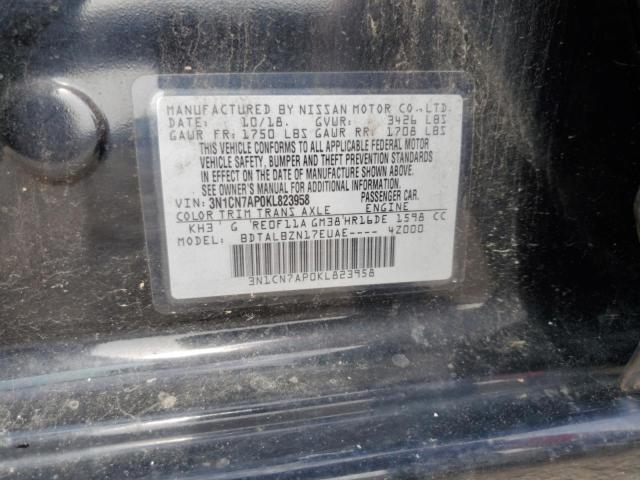 MANUFACTURED BY NISSAN MOTOR CO.,LTD.
DATE: 10/18. GVWR: 3426 LBS
GAWR FR: 1750 LBS GAWR RR: 1708 LBS
THIS VEHICLE CONFORMS TO ALL APPLICABLE FEDERAL MOTOR
VEHICLE SAFETY, BUMPER AND THEFT PREVENTION STANDARDS
IN EFFECT ON THE DATE OF MANUFACTURE SHOWN ABOVE.
SEE OWNER'S MANUAL FOR ADDITIONAL INFORMATION.
VIN: 3N1CN7AP0KL823958 PASSENGER CAR.
COLOR TRIM TRANS AXLE ENGINE
KH3 G RE0F11A GM38 HR16DE 1598 CC
MODEL: BDTALBZN17EUAE---- 4Z000
3N1CN7AP0KL823958